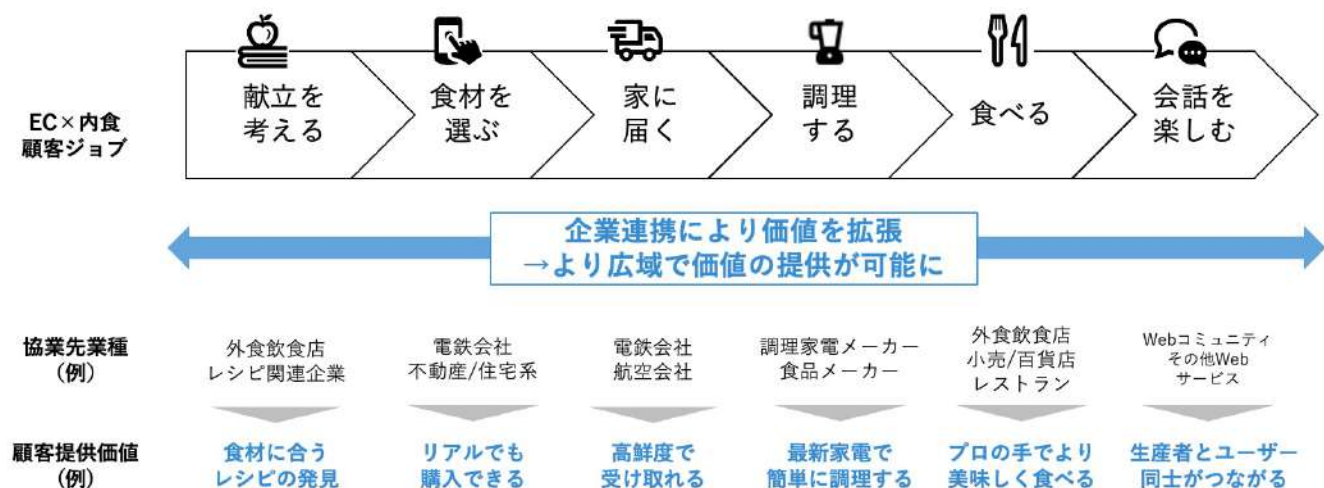 EC×内食
顧客ジョブ
献立を
考える
食材を
選ぶ
家に
届く
調理
する
食べる
会話を
楽しむ
企業連携により価値を拡張
→より広域で価値の提供が可能に
協業先業種
(例)
外食飲食店
レシピ関連企業
電鉄会社
不動産/住宅系
電鉄会社
航空会社
調理家電メーカー
食品メーカー
外食飲食店
小売/百貨店
レストラン
Webコミュニティ
その他Web
サービス
顧客提供価値
(例)
食材に合う
レシピの発見
リアルでも
購入できる
高鮮度で
受け取れる
最新家電で
簡単に調理する
プロの手でより
美味しく食べる
生産者とユーザー
同士がつながる